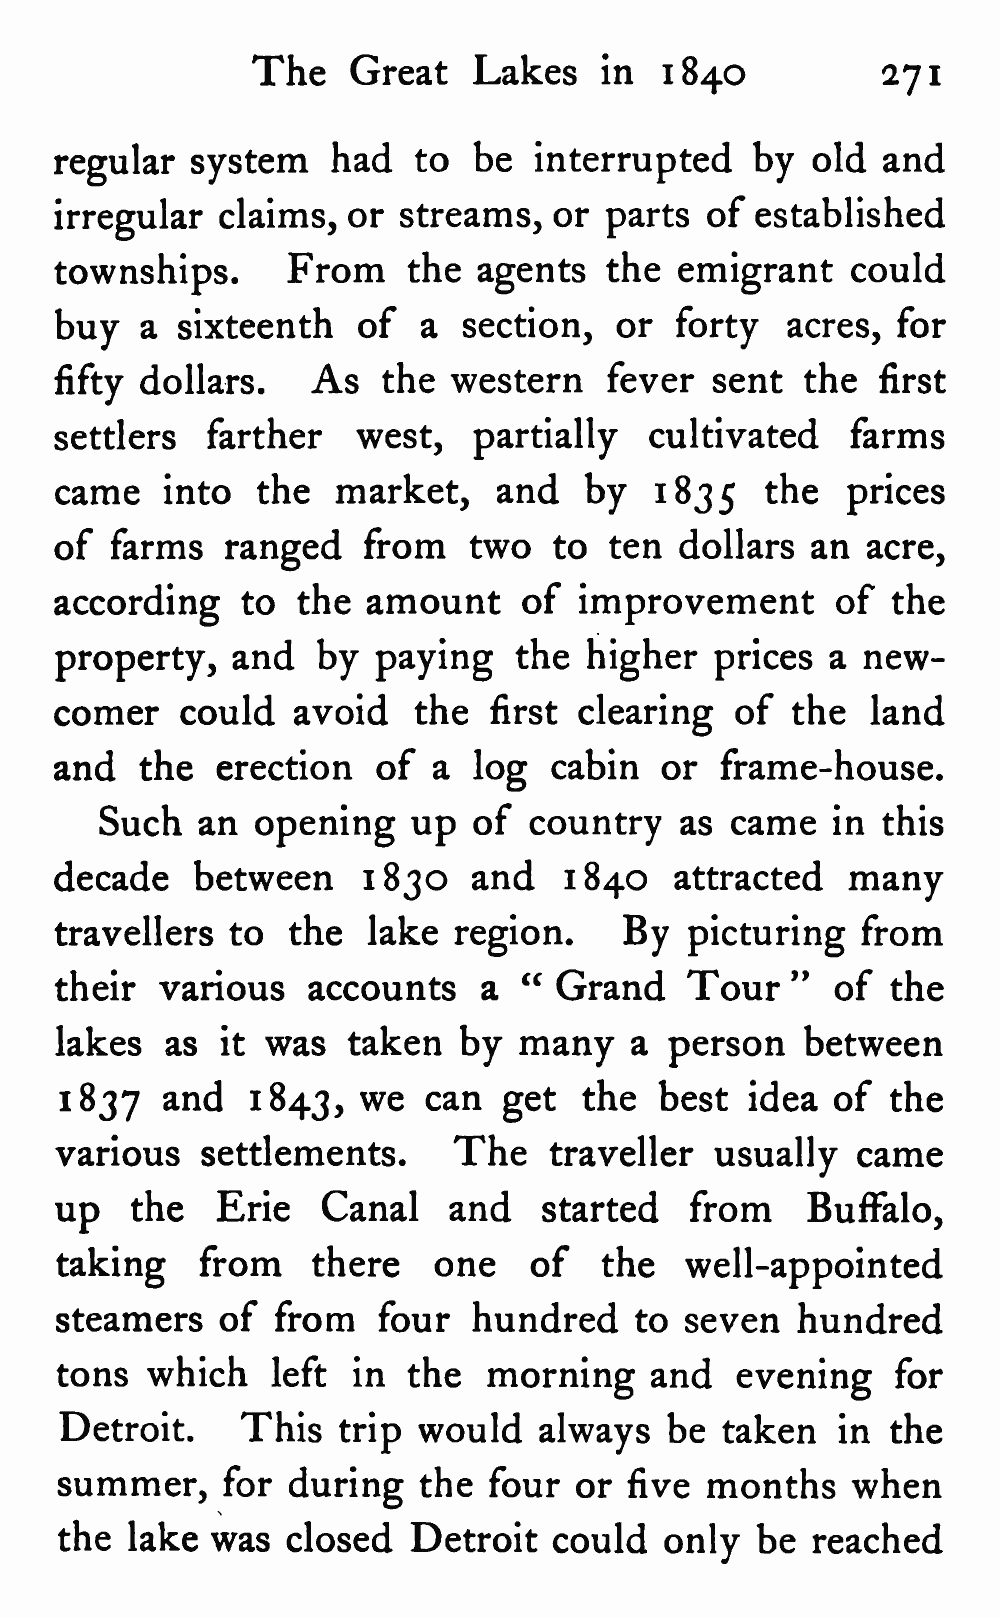 The Great Lakes in 1840 271
regular system had to be interrupted by old and
irregular claims, or streams, or parts of established
townships. From the agents the emigrant could
buy a sixteenth of a section, or forty acres, for
fifty dollars. As the western fever sent the first
settlers farther west, partially cultivated farms
came into the market, and by 1835 the prices
of farms ranged from two to ten dollars an acre,
according to the amount of improvement of the
property, and by paying the higher prices a new-
comer could avoid the first clearing of the land
and the erection of a log cabin or frame-house.
Such an opening up of country as came in this
decade between 1830 and 1840 attracted many
travellers to the lake region. By picturing from
their various accounts a “ Grand Tour ” of the
lakes as it was taken by many a person between
1837 and 1843, we can get the best idea of the
various settlements. The traveller usually came
up the Erie Canal and started from Buffalo,
taking from there one of the well-appointed
steamers of from four hundred to seven hundred
tons which left in the morning and evening for
Detroit. This trip would always be taken in the
summer, for during the four or five months when
the lake was closed Detroit could only be reached